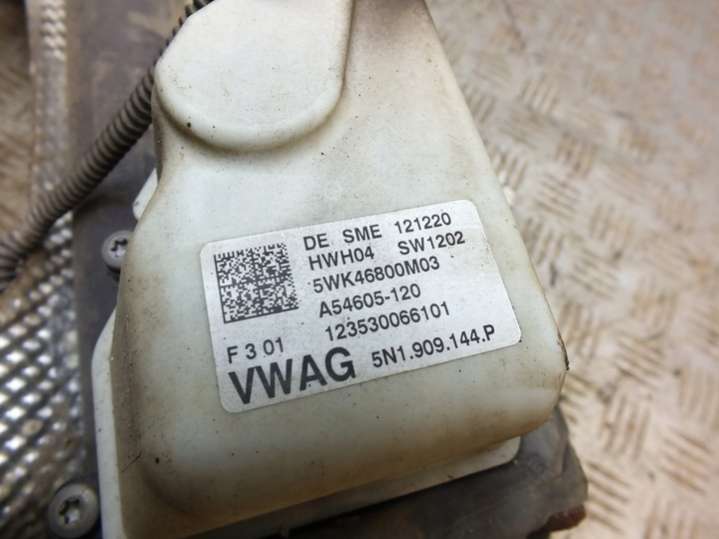 DE SME 121220
HWH04 SW1202
5WK46800M03
A54605-120
123530066101
F 3 01
VWAG 5N1.909.144.P